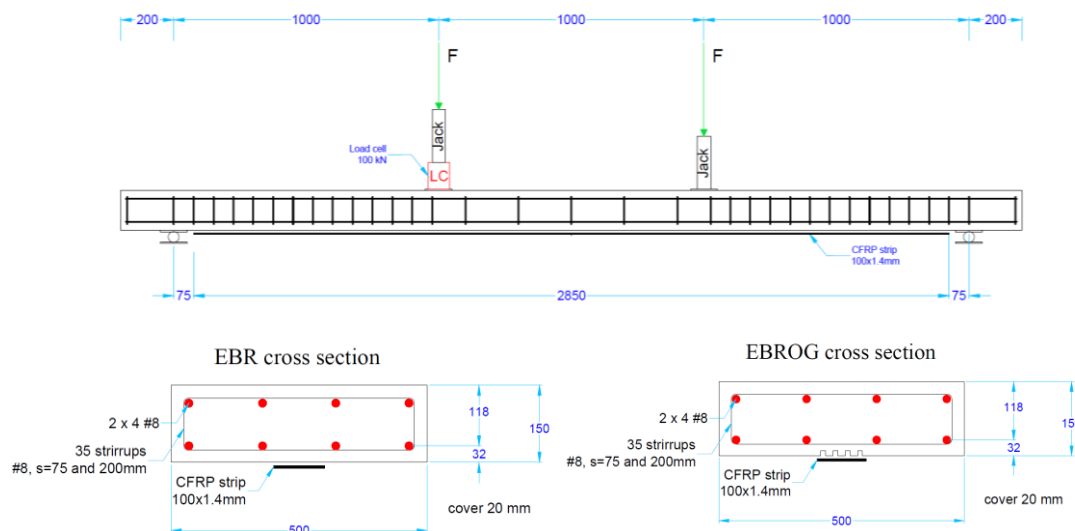 200
1000
1000
1000
200
F
F
Jack
Jack
Load cell
100 kN
LC
CFRP strip
100x1.4mm
75
2850
75
EBR cross section
EBROG cross section
2 x 4 #8
35 strirrups
#8, s=75 and 200mm
CFRP strip
100x1.4mm
118
32
150
cover 20 mm
500
2 x 4 #8
35 stirrups
#8, s=75 and 200mm
CFRP strip
100x1.4mm
118
32
15
cover 20 mm
500